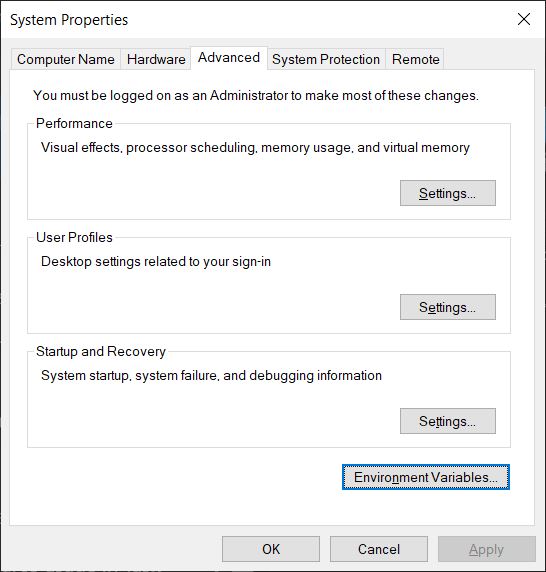 System Properties
Computer Name Hardware Advanced System Protection Remote
You must be logged on as an Administrator to make most of these changes.
Performance
Visual effects, processor scheduling, memory usage, and virtual memory
Settings...
User Profiles
Desktop settings related to your sign-in
Settings...
Startup and Recovery
System startup, system failure, and debugging information
Settings...
Environment Variables...
OK Cancel Apply